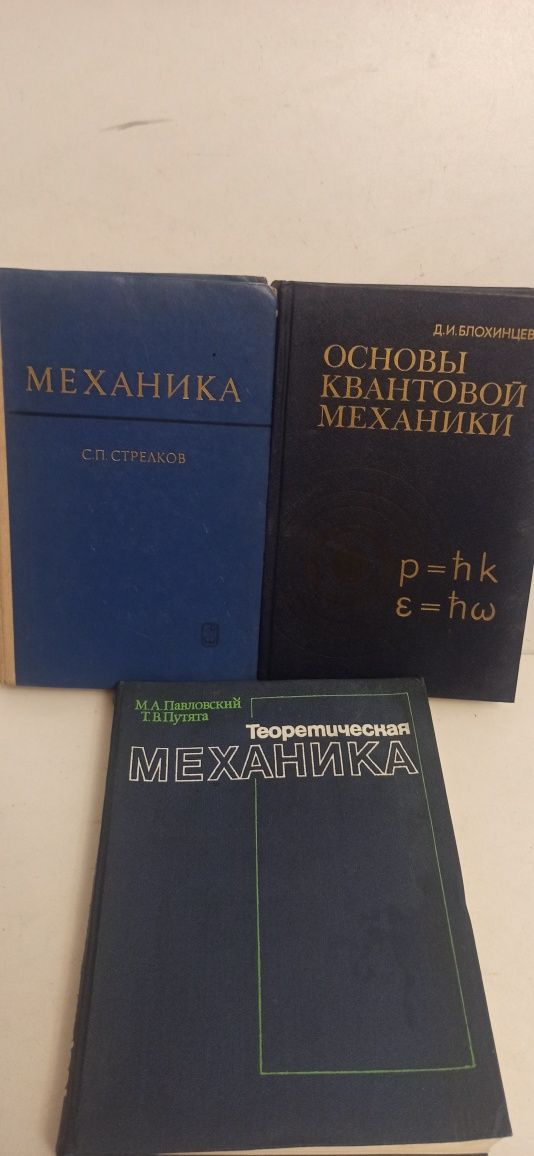 МЕХАНИКА
С.П. СТРЕЛКОВ
Д.И. БЛОХИНЦЕВ
ОСНОВЫ
КВАНТОВОЙ
МЕХАНИКИ
p = ħk
ε = ħω
М.А.Павловский
Т.В.Путята
Теоретическая
МЕХАНИКА